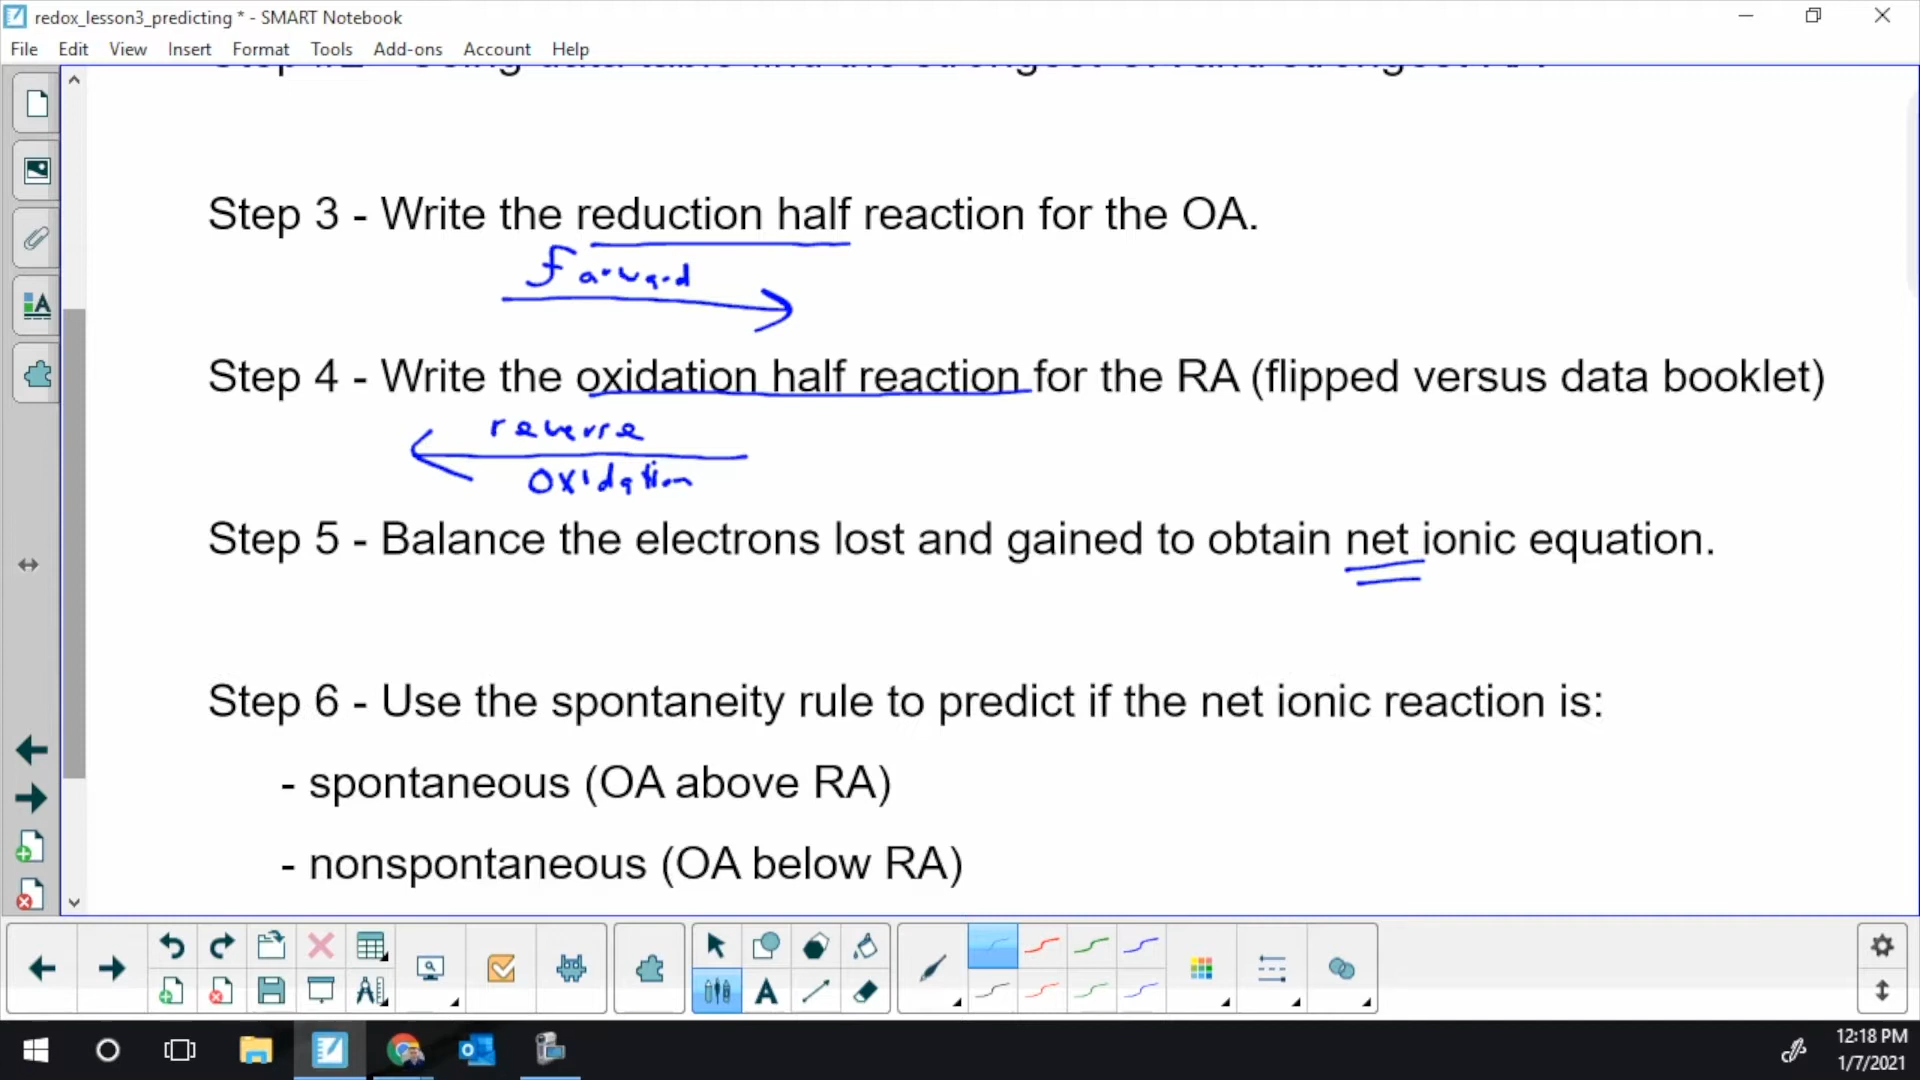 redox_lesson3_predicting * - SMART Notebook
File Edit View Insert Format Tools Add-ons Account Help
Step 3 - Write the reduction half reaction for the OA.
forward
Step 4 - Write the oxidation half reaction for the RA (flipped versus data booklet)
reverse
oxidation
Step 5 - Balance the electrons lost and gained to obtain net ionic equation.
Step 6 - Use the spontaneity rule to predict if the net ionic reaction is:
- spontaneous (OA above RA)
- nonspontaneous (OA below RA)
12:18 PM
1/7/2021